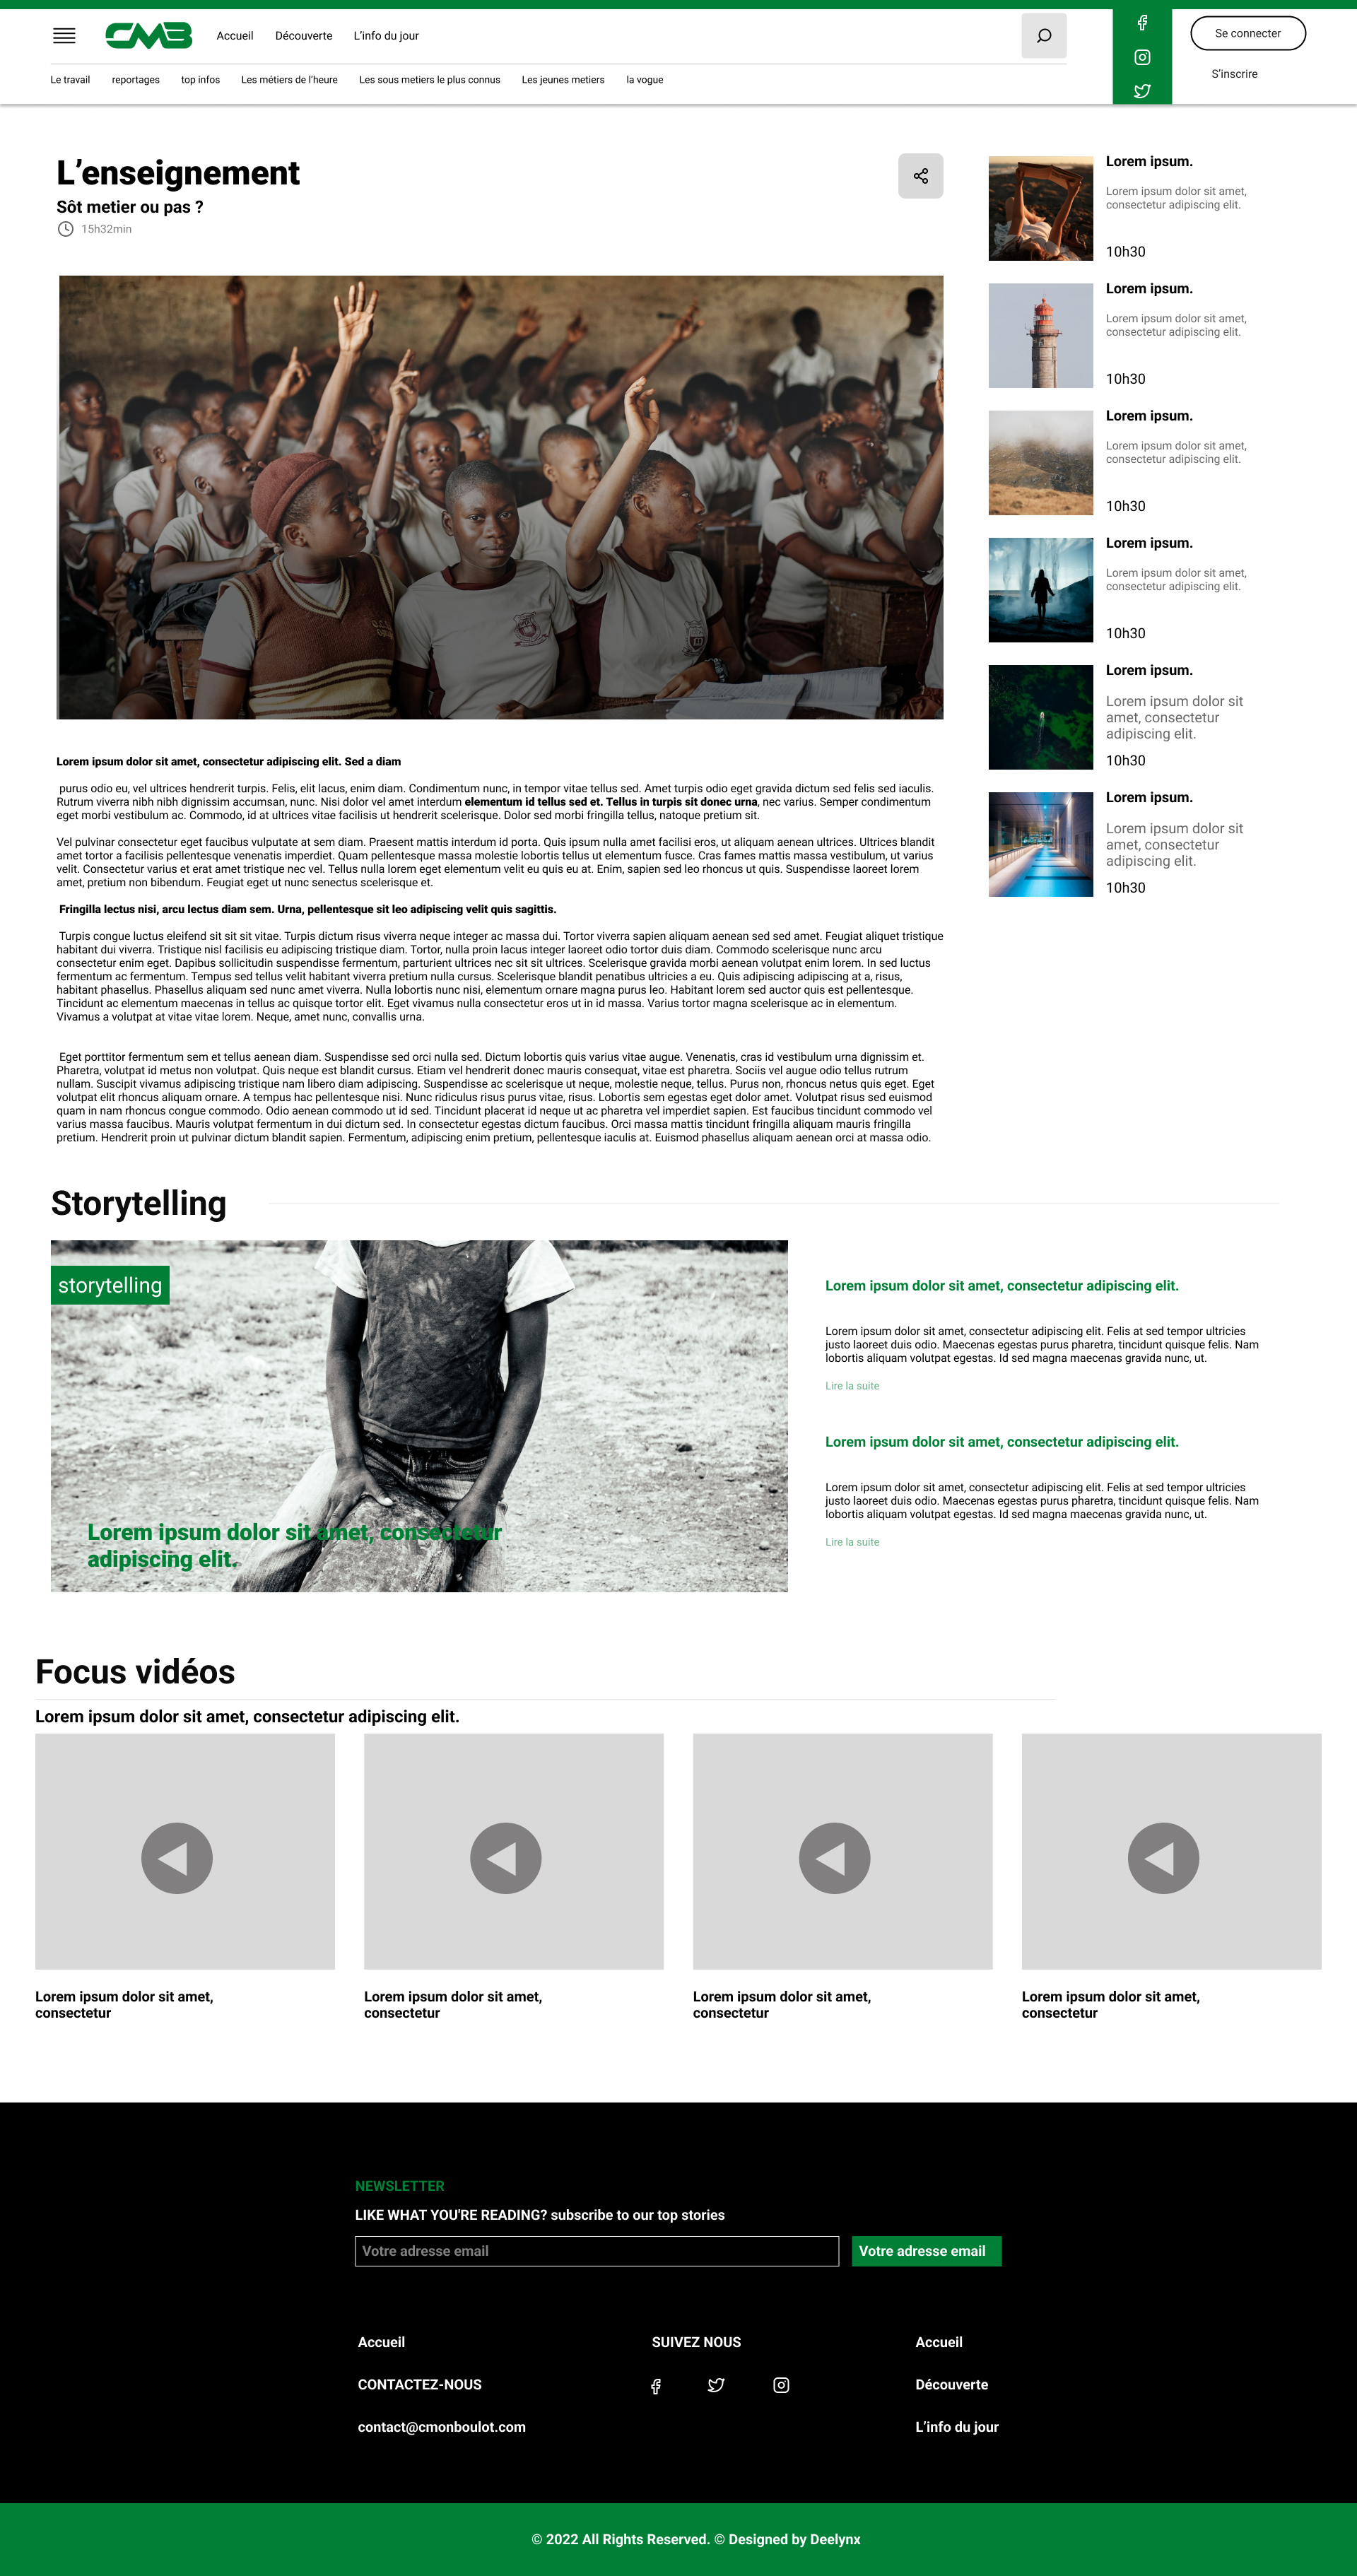 CMB
Accueil
Découverte
L’info du jour
Se connecter
S’inscrire
Le travail
reportages
top infos
Les métiers de l’heure
Les sous metiers le plus connus
Les jeunes metiers
la vogue
L’enseignement
Sôt metier ou pas ?
15h32min
Lorem ipsum.
Lorem ipsum dolor sit amet,
consectetur adipiscing elit.
10h30
Lorem ipsum.
Lorem ipsum dolor sit amet,
consectetur adipiscing elit.
10h30
Lorem ipsum.
Lorem ipsum dolor sit amet,
consectetur adipiscing elit.
10h30
Lorem ipsum.
Lorem ipsum dolor sit amet,
consectetur adipiscing elit.
10h30
Lorem ipsum.
Lorem ipsum dolor sit
amet, consectetur
adipiscing elit.
10h30
Lorem ipsum.
Lorem ipsum dolor sit
amet, consectetur
adipiscing elit.
10h30
Lorem ipsum dolor sit amet, consectetur adipiscing elit. Sed a diam
purus odio eu, vel ultrices hendrerit turpis. Felis, elit lacus, enim diam. Condimentum nunc, in tempor vitae tellus sed. Amet turpis odio eget gravida dictum sed felis sed iaculis.
Rutrum viverra nibh nibh dignissim accumsan, nunc. Nisi dolor vel amet interdum elementum id tellus sed et. Tellus in turpis sit donec urna, nec varius. Semper condimentum
eget morbi vestibulum ac. Commodo, id at ultrices vitae facilisis ut hendrerit scelerisque. Dolor sed morbi fringilla tellus, natoque pretium sit.
Vel pulvinar consectetur eget faucibus vulputate at sem diam. Praesent mattis interdum id porta. Quis ipsum nulla amet facilisi eros, ut aliquam aenean ultrices. Ultrices blandit
amet tortor a facilisis pellentesque venenatis imperdiet. Quam pellentesque massa molestie lobortis tellus ut elementum fusce. Cras fames mattis massa vestibulum, ut varius
velit. Consectetur varius et erat amet tristique nec vel. Tellus nulla lorem eget elementum velit eu quis eu at. Enim, sapien sed leo rhoncus ut quis. Suspendisse laoreet lorem
amet, pretium non bibendum. Feugiat eget ut nunc senectus scelerisque et.
Fringilla lectus nisi, arcu lectus diam sem. Urna, pellentesque sit leo adipiscing velit quis sagittis.
Turpis congue luctus eleifend sit sit sit vitae. Turpis dictum risus viverra neque integer ac massa dui. Tortor viverra sapien aliquam aenean sed sed amet. Feugiat aliquet tristique
habitant dui viverra. Tristique nisl facilisis eu adipiscing tristique diam. Tortor, nulla proin lacus integer laoreet odio tortor duis diam. Commodo scelerisque nunc arcu
consectetur enim eget. Dapibus sollicitudin suspendisse fermentum, parturient ultrices nec sit sit ultrices. Scelerisque gravida morbi aenean volutpat enim lorem. In sed luctus
fermentum ac fermentum. Tempus sed tellus velit habitant viverra pretium nulla cursus. Scelerisque blandit penatibus ultricies a eu. Quis adipiscing adipiscing at a, risus,
habitant phasellus. Phasellus aliquam sed nunc amet viverra. Nulla lobortis nunc nisi, elementum ornare magna purus leo. Habitant lorem sed auctor quis est pellentesque.
Tincidunt ac elementum maecenas in tellus ac quisque tortor elit. Eget vivamus nulla consectetur eros ut in id massa. Varius tortor magna scelerisque ac in elementum.
Vivamus a volutpat at vitae vitae lorem. Neque, amet nunc, convallis urna.
Eget porttitor fermentum sem et tellus aenean diam. Suspendisse sed orci nulla sed. Dictum lobortis quis varius vitae augue. Venenatis, cras id vestibulum urna dignissim et.
Pharetra, volutpat id metus non volutpat. Quis neque est blandit cursus. Etiam vel hendrerit donec mauris consequat, vitae est pharetra. Sociis vel augue odio tellus rutrum
nullam. Suscipit vivamus adipiscing tristique nam libero diam adipiscing. Suspendisse ac scelerisque ut neque, molestie neque, tellus. Purus non, rhoncus netus quis eget. Eget
volutpat elit rhoncus aliquam ornare. A tempus hac pellentesque nisi. Nunc ridiculus risus purus vitae, risus. Lobortis sem egestas eget dolor amet. Volutpat risus sed euismod
quam in nam rhoncus congue commodo. Odio aenean commodo ut id sed. Tincidunt placerat id neque ut ac pharetra vel imperdiet sapien. Est faucibus tincidunt commodo vel
varius massa faucibus. Mauris volutpat fermentum in dui dictum sed. In consectetur egestas dictum faucibus. Orci massa mattis tincidunt fringilla aliquam mauris fringilla
pretium. Hendrerit proin ut pulvinar dictum blandit sapien. Fermentum, adipiscing enim pretium, pellentesque iaculis at. Euismod phasellus aliquam aenean orci at massa odio.
Storytelling
storytelling
Lorem ipsum dolor sit amet, consectetur
adipiscing elit.
Lorem ipsum dolor sit amet, consectetur adipiscing elit.
Lorem ipsum dolor sit amet, consectetur adipiscing elit. Felis at sed tempor ultricies
justo laoreet duis odio. Maecenas egestas purus pharetra, tincidunt quisque felis. Nam
lobortis aliquam volutpat egestas. Id sed magna maecenas gravida nunc, ut.
Lire la suite
Lorem ipsum dolor sit amet, consectetur adipiscing elit.
Lorem ipsum dolor sit amet, consectetur adipiscing elit. Felis at sed tempor ultricies
justo laoreet duis odio. Maecenas egestas purus pharetra, tincidunt quisque felis. Nam
lobortis aliquam volutpat egestas. Id sed magna maecenas gravida nunc, ut.
Lire la suite
Focus vidéos
Lorem ipsum dolor sit amet, consectetur adipiscing elit.
Lorem ipsum dolor sit amet,
consectetur
Lorem ipsum dolor sit amet,
consectetur
Lorem ipsum dolor sit amet,
consectetur
Lorem ipsum dolor sit amet,
consectetur
NEWSLETTER
LIKE WHAT YOU'RE READING? subscribe to our top stories
Votre adresse email
Votre adresse email
Accueil
CONTACTEZ-NOUS
contact@cmonboulot.com
SUIVEZ NOUS
Accueil
Découverte
L’info du jour
© 2022 All Rights Reserved. © Designed by Deelynx